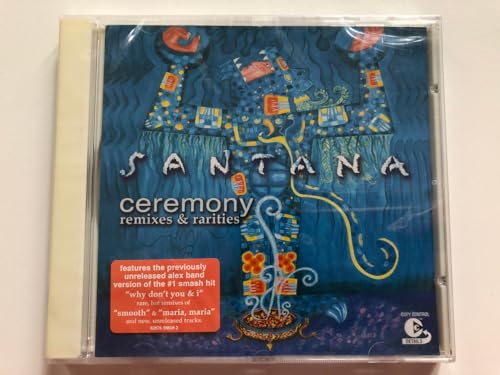 SANTANA
ceremony
remixes & rarities
features the previously
unreleased alex band
version of the #1 smash hit
"why don't you & i"
rare, hot remixes of
"smooth" & "maria, maria"
and new, unreleased tracks.
COPY CONTROL
DETAILS